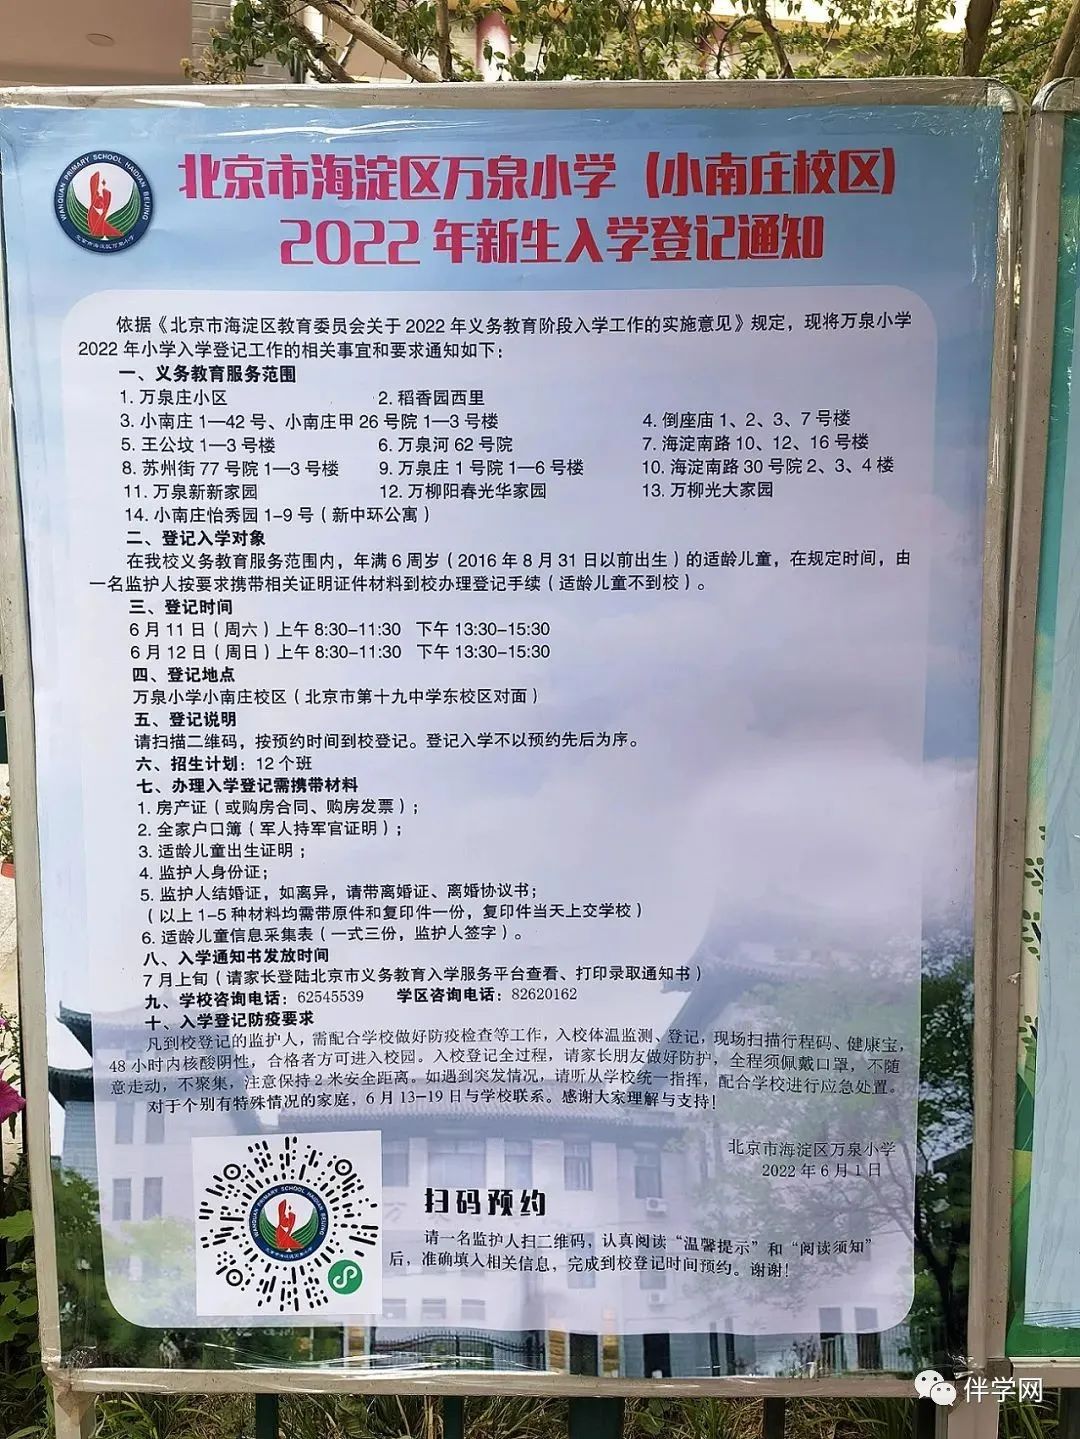 WANQUAN PRIMARY SCHOOL HAIDIAN BEIJING
北京市海淀区万泉小学
北京市海淀区万泉小学（小南庄校区）
2022年新生入学登记通知
依据《北京市海淀区教育委员会关于2022年义务教育阶段入学工作的实施意见》规定，现将万泉小学
2022年小学入学登记工作的相关事宜和要求通知如下：
一、义务教育服务范围
1. 万泉庄小区 2. 稻香园西里
3. 小南庄1—42号、小南庄甲26号院1—3号楼 4. 倒座庙1、2、3、7号楼
5. 王公坟1—3号楼 6. 万泉河62号院 7. 海淀南路10、12、16号楼
8. 苏州街77号院1—3号楼 9. 万泉庄1号院1—6号楼 10. 海淀南路30号院2、3、4楼
11. 万泉新新家园 12. 万柳阳春光华家园 13. 万柳光大家园
14. 小南庄怡秀园1-9号（新中环公寓）
二、登记入学对象
在我校义务教育服务范围内，年满6周岁（2016年8月31日以前出生）的适龄儿童，在规定时间，由
一名监护人按要求携带相关证明证件材料到校办理登记手续（适龄儿童不到校）。
三、登记时间
6月11日（周六）上午8:30-11:30 下午13:30-15:30
6月12日（周日）上午8:30-11:30 下午13:30-15:30
四、登记地点
万泉小学小南庄校区（北京市第十九中学东校区对面）
五、登记说明
请扫描二维码，按预约时间到校登记。登记入学不以预约先后为序。
六、招生计划：12个班
七、办理入学登记需携带材料
1. 房产证（或购房合同、购房发票）；
2. 全家户口簿（军人持军官证明）；
3. 适龄儿童出生证明；
4. 监护人身份证；
5. 监护人结婚证，如离异，请带离婚证、离婚协议书；
（以上1-5种材料均需带原件和复印件一份，复印件当天上交学校）
6. 适龄儿童信息采集表（一式三份，监护人签字）。
八、入学通知书发放时间
7月上旬（请家长登陆北京市义务教育入学服务平台查看、打印录取通知书）
九、学校咨询电话：62545539 学区咨询电话：82620162
十、入学登记防疫要求
凡到校登记的监护人，需配合学校做好防疫检查等工作，入校体温监测、登记，现场扫描行程码、健康宝，
48小时内核酸阴性，合格者方可进入校园。入校登记全过程，请家长朋友做好防护，全程须佩戴口罩，不随
意走动，不聚集，注意保持2米安全距离。如遇到突发情况，请听从学校统一指挥，配合学校进行应急处置。
对于个别有特殊情况的家庭，6月13-19日与学校联系。感谢大家理解与支持！
北京市海淀区万泉小学
2022年6月1日
WANQUAN PRIMARY SCHOOL HAIDIAN BEIJING
北京市海淀区万泉小学
扫码预约
请一名监护人扫二维码，认真阅读“温馨提示”和“阅读须知”
后，准确填入相关信息，完成到校登记时间预约。谢谢！
伴学网